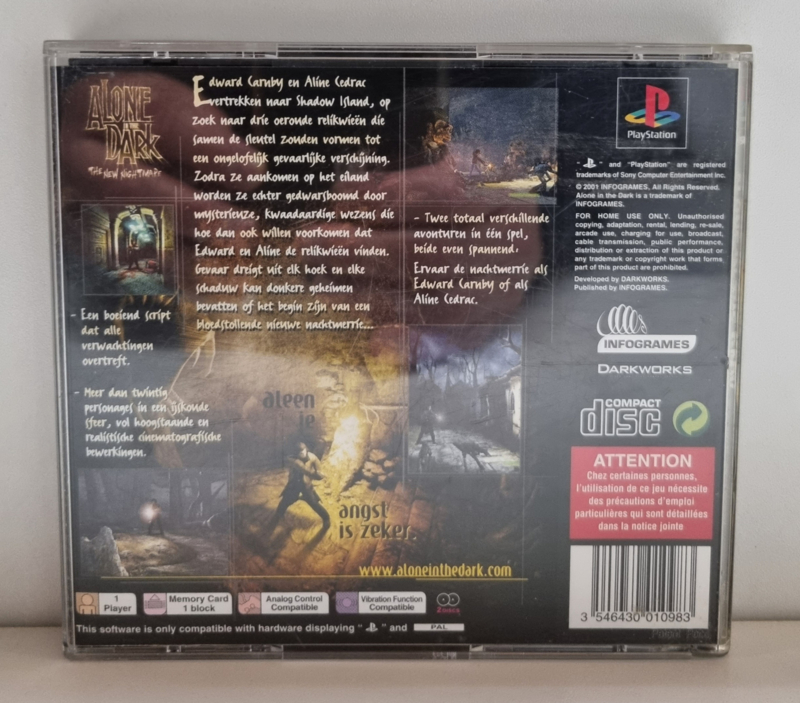 ALONE
IN THE
DARK
THE NEW NIGHTMARE
Edward Carnby en Aline Cedrac
vertrekken naar Shadow Island, op
zoek naar drie oeroude relikwieën die
samen de sleutel zouden vormen tot
een ongelofelijk gevaarlijke verschijning.
Zodra ze aankomen op het eiland
worden ze echter gedwarsboomd door
mysterieuze, kwaadaardige wezens die
hoe dan ook willen voorkomen dat
Edward en Aline de relikwieën vinden.
Gevaar dreigt uit elk hoek en elke
schaduw kan donkere geheimen
bevatten of het begin zijn van een
bloedstollende nieuwe nachtmerrie...
- Een boeiend script
dat alle
verwachtingen
overtreft.
- Meer dan twintig
personages in een ijskoude
sfeer, vol hoogstaande en
realistische cinematografische
bewerkingen.
- Twee totaal verschillende
avonturen in één spel,
beide even spannend.
Ervaar de nachtmerrie als
Edward Carnby of als
Aline Cedrac.
aleen
je
angst
is zeker.
www.aloneinthedark.com
PlayStation
" " and "PlayStation" are registered
trademarks of Sony Computer Entertainment Inc.
© 2001 INFOGRAMES, All Rights Reserved.
Alone in the Dark is a trademark of
INFOGRAMES.
FOR HOME USE ONLY. Unauthorised
copying, adaptation, rental, lending, re-sale,
arcade use, charging for use, broadcast,
cable transmission, public performance,
distribution or extraction of this product or
any trademark or copyright work that forms
part of this product are prohibited.
Developed by DARKWORKS.
Published by INFOGRAMES.
INFOGRAMES
DARKWORKS
COMPACT
disc
ATTENTION
Chez certaines personnes,
l'utilisation de ce jeu nécessite
des précautions d'emploi
particulières qui sont détaillées
dans la notice jointe
3 546430 010983
1
Player
Memory Card
1 block
Analog Control
Compatible
Vibration Function
Compatible
2 DISCS
This software is only compatible with hardware displaying " " and PAL